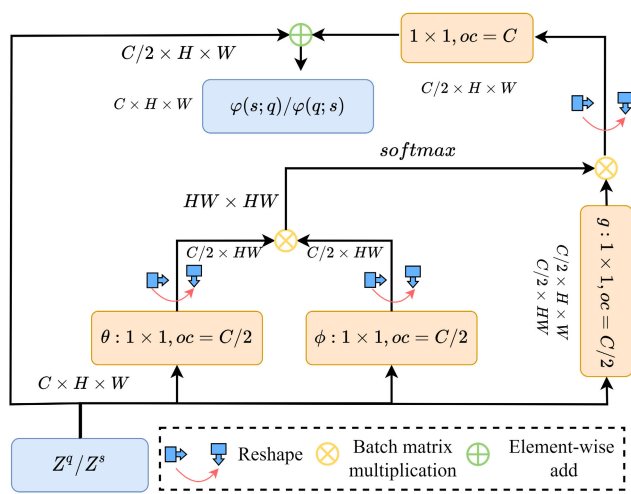 1 × 1, oc = C
C/2 × H × W
C × H × W
φ(s; q)/φ(q; s)
C/2 × H × W
softmax
HW × HW
C/2 × HW
C/2 × HW
g : 1 × 1, oc = C/2
C/2 × H × W
C/2 × HW
θ : 1 × 1, oc = C/2
ϕ : 1 × 1, oc = C/2
C × H × W
Z^q/Z^s
Reshape
Batch matrix
multiplication
Element-wise
add